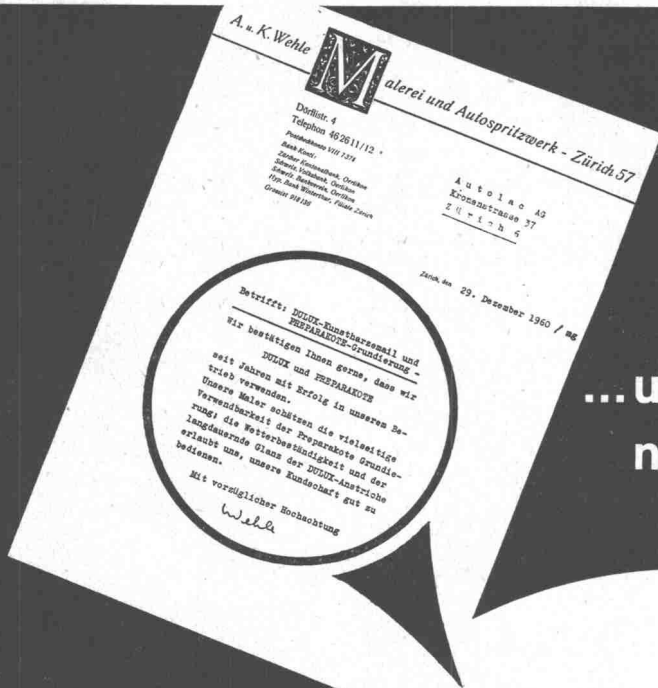 A. u. K. Wehle Malerei und Autospritzwerk - Zürich 57
Dörflistr. 4
Telephon 46 26 11/12
Postcheckkonto VIII 7374
Bank-Konti:
Zürcher Kantonalbank, Oerlikon
Schweiz. Volksbank, Oerlikon
Schweiz. Bankverein, Oerlikon
Hyp. Bank Winterthur, Filiale Zürich
Autolac AG
Kronenstrasse 37
Zürich 6
Zürich, den 29. Dezember 1960 / mg
Betrifft: DULUX-Kunstharzemail und
PREPARAKOTE-Grundierung -
Wir bestätigen Ihnen gerne, dass wir
DULUX und PREPARAKOTE
seit Jahren mit Erfolg in unserem Be-
trieb verwenden.
Unsere Maler schätzen die vielseitige
Verwendbarkeit der Preparakote Grundie-
rung; die Wetterbeständigkeit und der
langdauernde Glanz der DULUX-Anstriche
erlaubt uns, unsere Kundschaft gut zu
bedienen.
Mit vorzüglicher Hochachtung
Wehle
...u
n